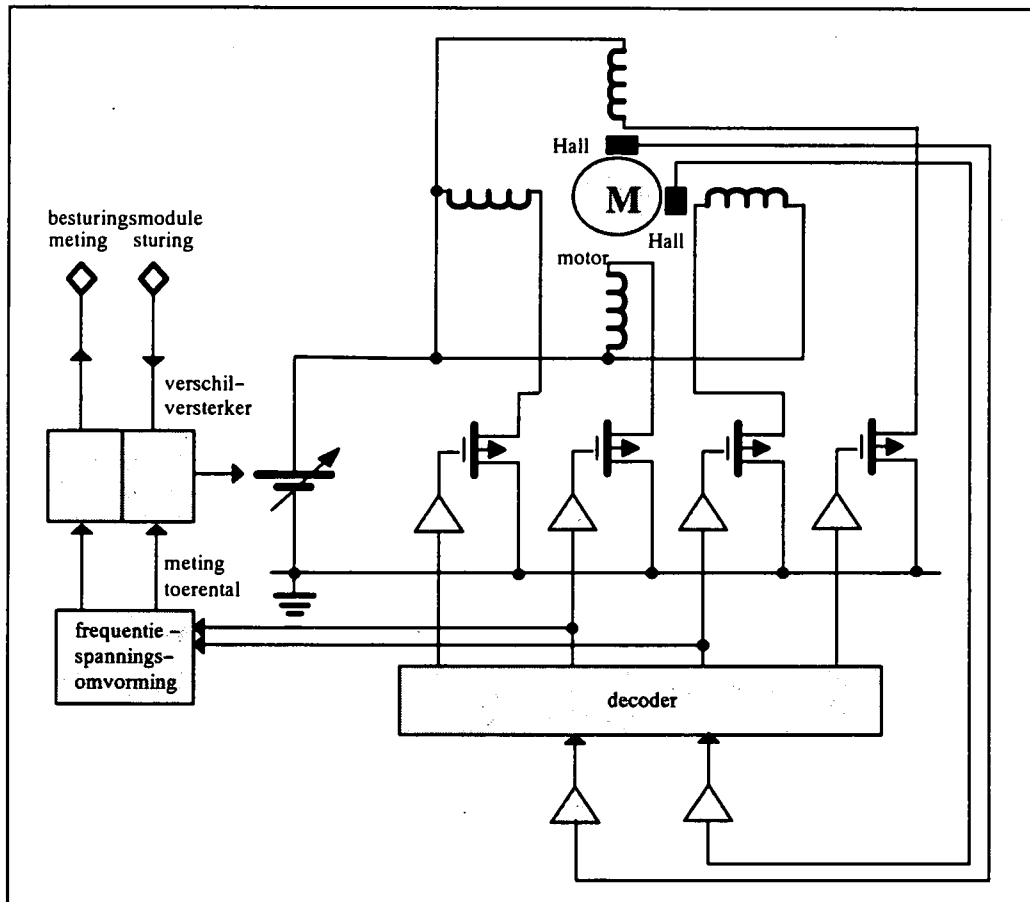 Hall
M
Hall
besturingsmodule
meting sturing
motor
verschil-
versterker
meting
toerental
frequentie-
spannings-
omvorming
decoder